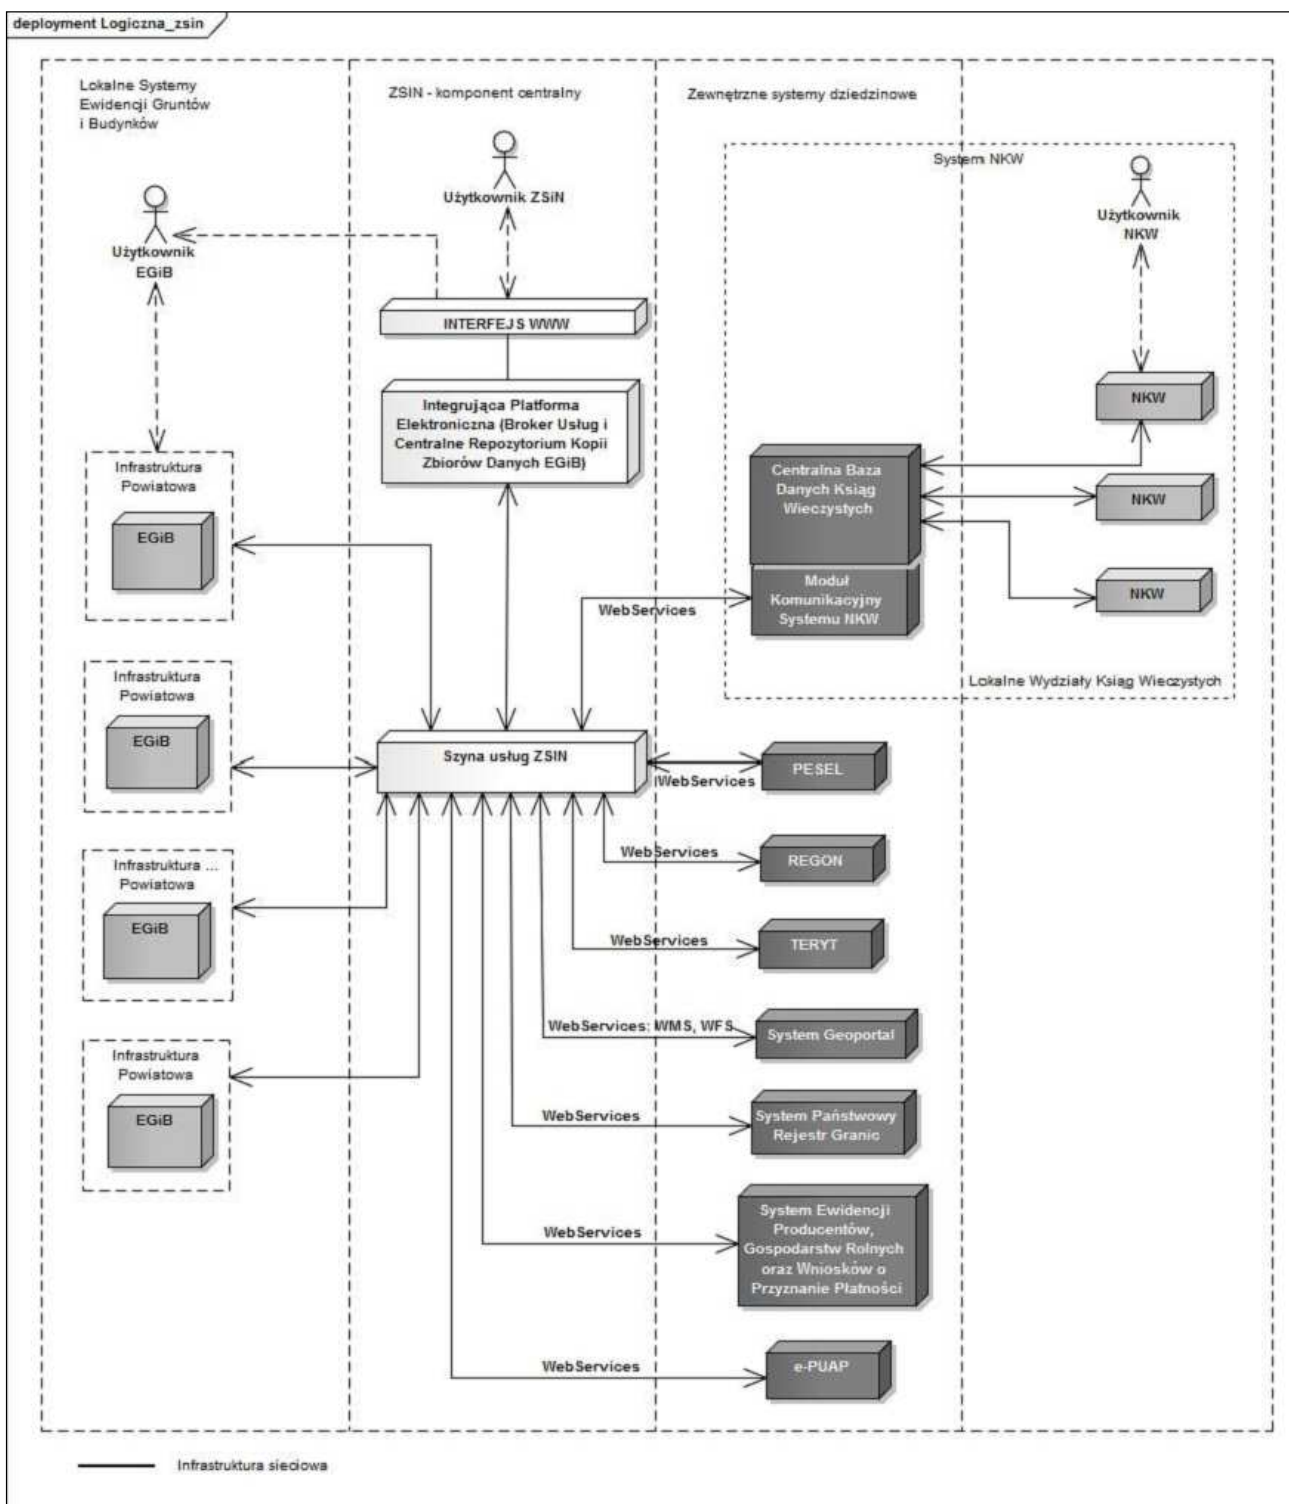 deployment Logiczna_zsin
Lokalne Systemy
Ewidencji Gruntów
i Budynków
ZSIN - komponent centralny
Zewnętrzne systemy dziedzinowe
System NKW
Użytkownik ZSiN
Użytkownik
NKW
Użytkownik
EGiB
INTERFEJS WWW
Integrująca Platforma
Elektroniczna (Broker Usług i
Centralne Repozytorium Kopii
Zbiorów Danych EGiB)
NKW
Infrastruktura
Powiatowa
EGiB
Centralna Baza
Danych Ksiąg
Wieczystych
NKW
Moduł
Komunikacyjny
Systemu NKW
NKW
WebServices
Infrastruktura
Powiatowa
EGiB
Lokalne Wydziały Ksiąg Wieczystych
Szyna usług ZSIN
PESEL
WebServices
Infrastruktura ...
Powiatowa
EGiB
WebServices
REGON
WebServices
TERYT
WebServices: WMS, WFS
System Geoportal
Infrastruktura
Powiatowa
EGiB
WebServices
System Państwowy
Rejestr Granic
WebServices
System Ewidencji
Producentów,
Gospodarstw Rolnych
oraz Wniosków o
Przyznanie Płatności
WebServices
e-PUAP
Infrastruktura sieciowa